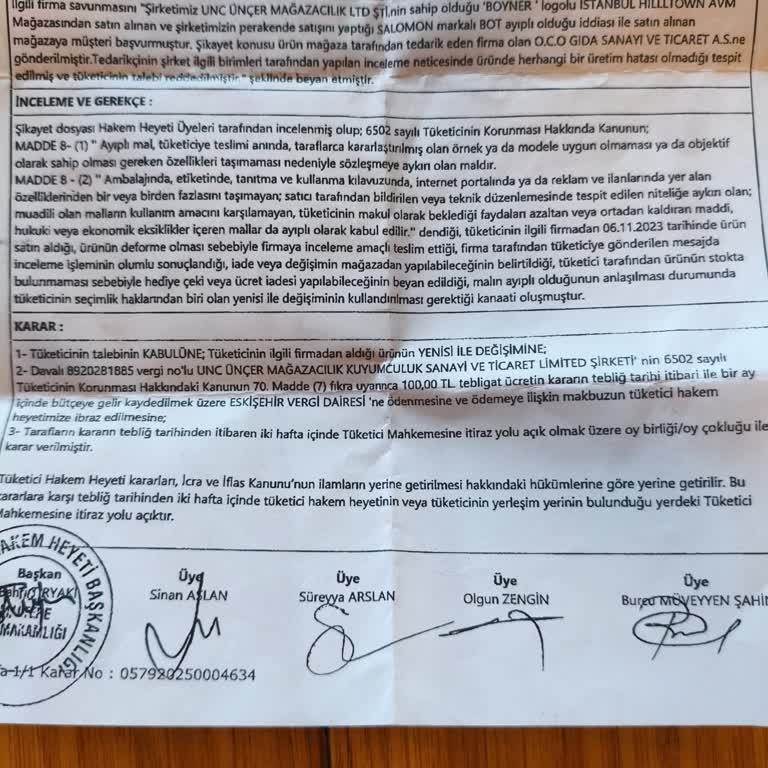 ilgili firma savunmasını "Şirketimiz UNC ÜNÇER MAĞAZACILIK LTD ŞTİ.nin sahip olduğu 'BOYNER' logolu İSTANBUL HILLTOWN AVM
Mağazasından satın alınan ve şirketimizin perakende satışını yaptığı SALOMON markalı BOT ayıplı olduğu iddiası ile satın alınan
mağazaya müşteri başvurmuştur. Şikayet konusu ürün mağaza tarafından tedarik eden firma olan O.C.O GIDA SANAYİ VE TİCARET A.S.ne
gönderilmiştir.Tedarikçinin şirket ilgili birimleri tarafından yapılan inceleme neticesinde üründe herhangi bir üretim hatası olmadığı tespit
edilmiş ve tüketicinin talebi reddedilmiştir." şeklinde beyan etmiştir.
İNCELEME VE GEREKÇE :
Şikayet dosyası Hakem Heyeti Üyeleri tarafından incelenmiş olup; 6502 sayılı Tüketicinin Korunması Hakkında Kanunun;
MADDE 8- (1) " Ayıplı mal, tüketiciye teslimi anında, taraflarca kararlaştırılmış olan örnek ya da modele uygun olmaması ya da objektif
olarak sahip olması gereken özellikleri taşımaması nedeniyle sözleşmeye aykırı olan maldır.
MADDE 8 - (2) " Ambalajında, etiketinde, tanıtma ve kullanma kılavuzunda, internet portalında ya da reklam ve ilanlarında yer alan
özelliklerinden bir veya birden fazlasını taşımayan; satıcı tarafından bildirilen veya teknik düzenlemesinde tespit edilen niteliğe aykırı olan;
muadili olan malların kullanım amacını karşılamayan, tüketicinin makul olarak beklediği faydaları azaltan veya ortadan kaldıran maddi,
hukuki veya ekonomik eksiklikler içeren mallar da ayıplı olarak kabul edilir." dendiği, tüketicinin ilgili firmadan 06.11.2023 tarihinde ürün
satın aldığı, ürünün deforme olması sebebiyle firmaya inceleme amaçlı teslim ettiği, firma tarafından tüketiciye gönderilen mesajda
inceleme işleminin olumlu sonuçlandığı, iade veya değişimin mağazadan yapılabileceğinin belirtildiği, tüketici tarafından ürünün stokta
bulunmaması sebebiyle hediye çeki veya ücret iadesi yapılabileceğinin beyan edildiği, malın ayıplı olduğunun anlaşılması durumunda
tüketicinin seçimlik haklarından biri olan yenisi ile değişiminin kullandırılması gerektiği kanaati oluşmuştur.
KARAR :
1- Tüketicinin talebinin KABULÜNE; Tüketicinin ilgili firmadan aldığı ürünün YENİSİ İLE DEĞİŞİMİNE;
2- Davalı 8920281885 vergi no'lu UNC ÜNÇER MAĞAZACILIK KUYUMCULUK SANAYİ VE TİCARET LİMİTED ŞİRKETİ' nin 6502 sayılı
Tüketicinin Korunması Hakkındaki Kanunun 70. Madde (7) fıkra uyarınca 100,00 TL tebligat ücretin kararın tebliğ tarihi itibari ile bir ay
içinde bütçeye gelir kaydedilmek üzere ESKİŞEHİR VERGİ DAİRESİ 'ne ödenmesine ve ödemeye ilişkin makbuzun tüketici hakem
heyetimize ibraz edilmesine;
3- Tarafların kararın tebliğ tarihinden itibaren iki hafta içinde Tüketici Mahkemesine itiraz yolu açık olmak üzere oy birliği/oy çokluğu ile
karar verilmiştir.
Tüketici Hakem Heyeti kararları, İcra ve İflas Kanunu'nun ilamların yerine getirilmesi hakkındaki hükümlerine göre yerine getirilir. Bu
kararlara karşı tebliğ tarihinden iki hafta içinde tüketici hakem heyetinin veya tüketicinin yerleşim yerinin bulunduğu yerdeki Tüketici
Mahkemesine itiraz yolu açıktır.
HAKEM HEYETİ BAŞKANLIĞI
Başkan Üye Üye Üye Üye
Sinan ASLAN Süreyya ARSLAN Olgun ZENGİN Burcu MÜVEYYEN ŞAHİN
Karar No : 057920250004634